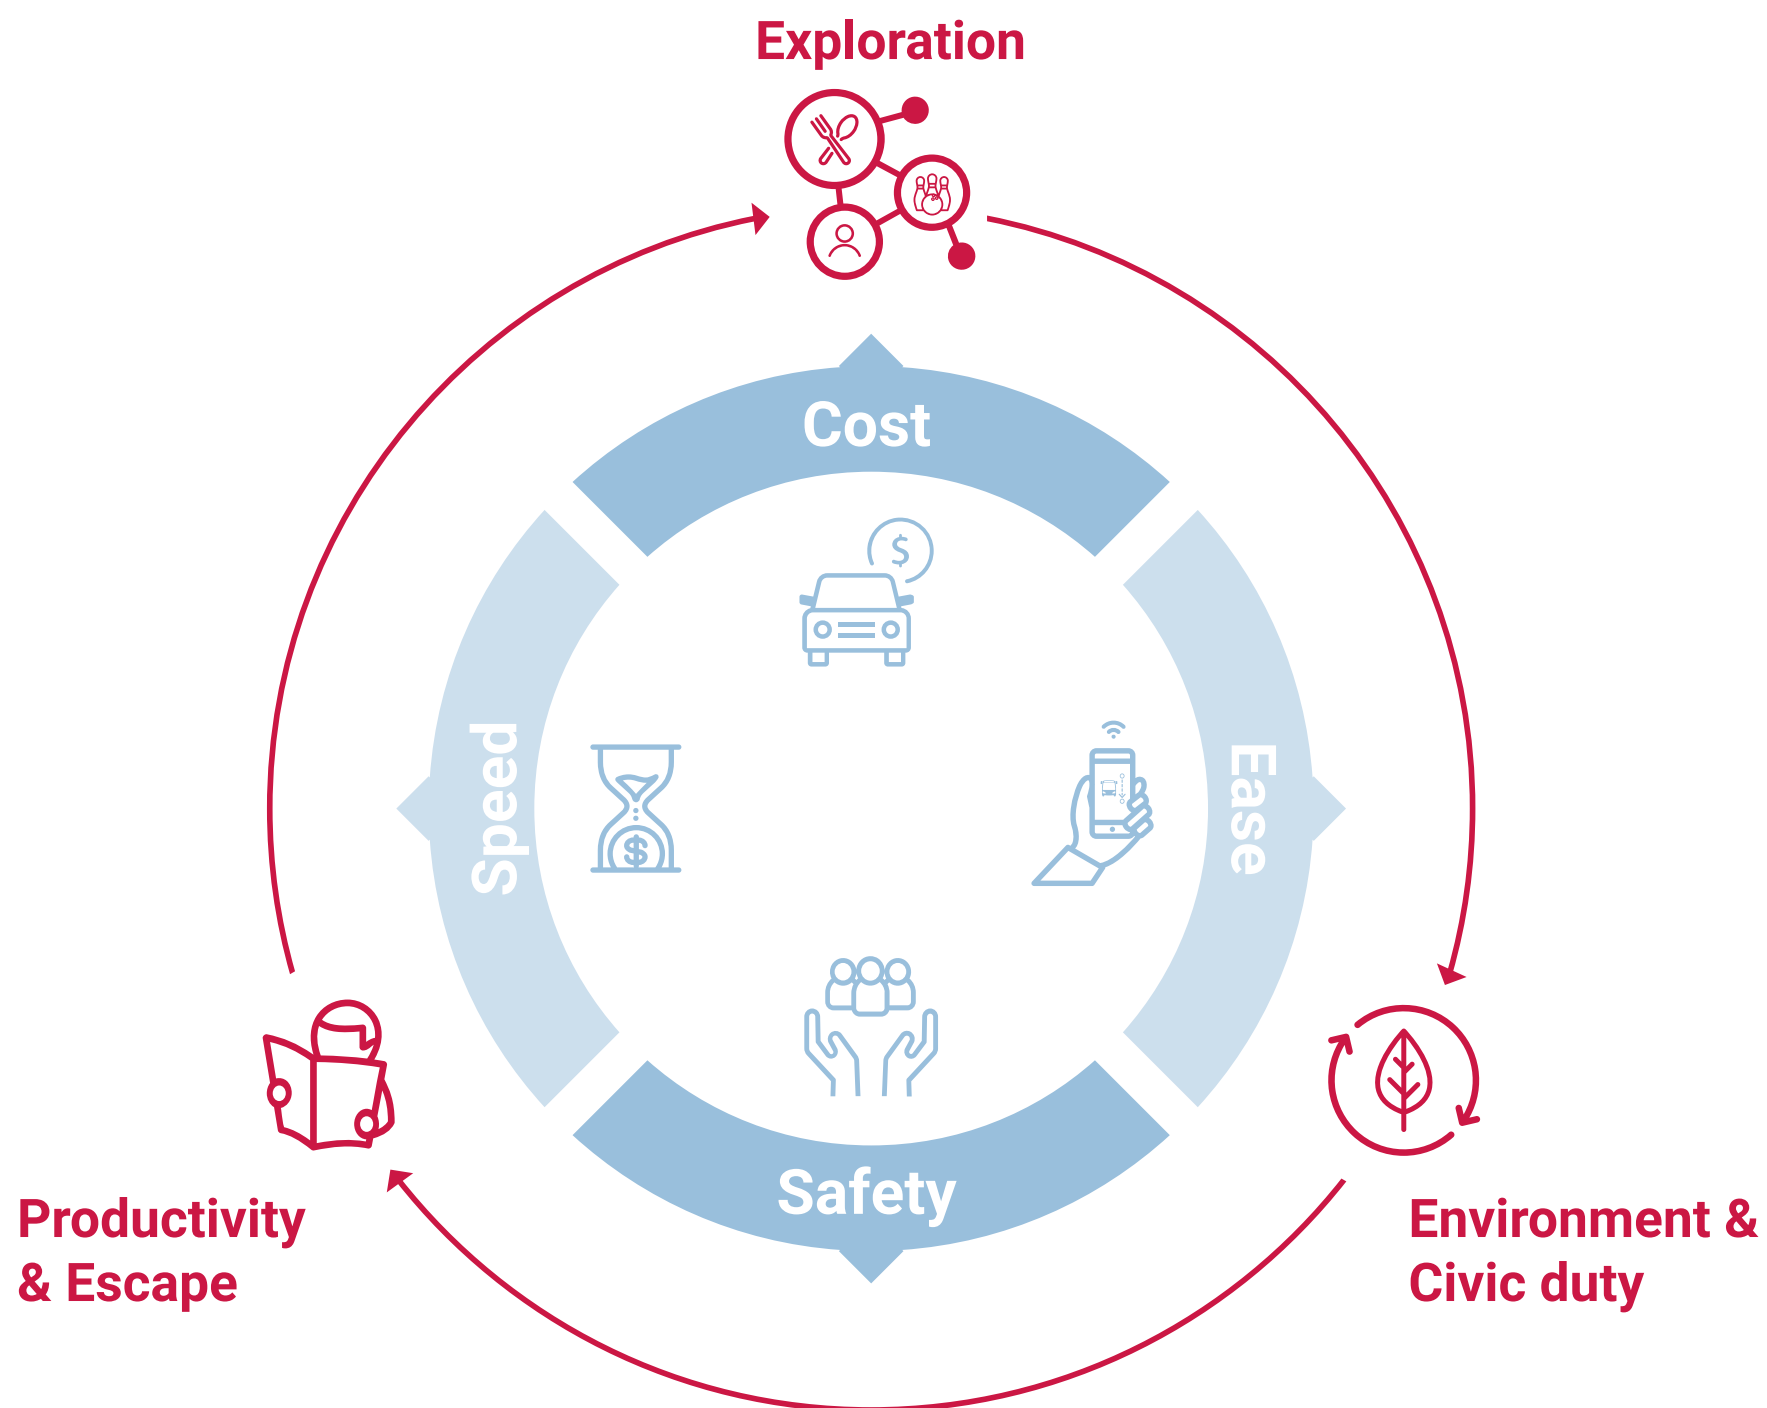 Exploration
Cost
$
Speed
Ease
$
Safety
Productivity
& Escape
Environment &
Civic duty